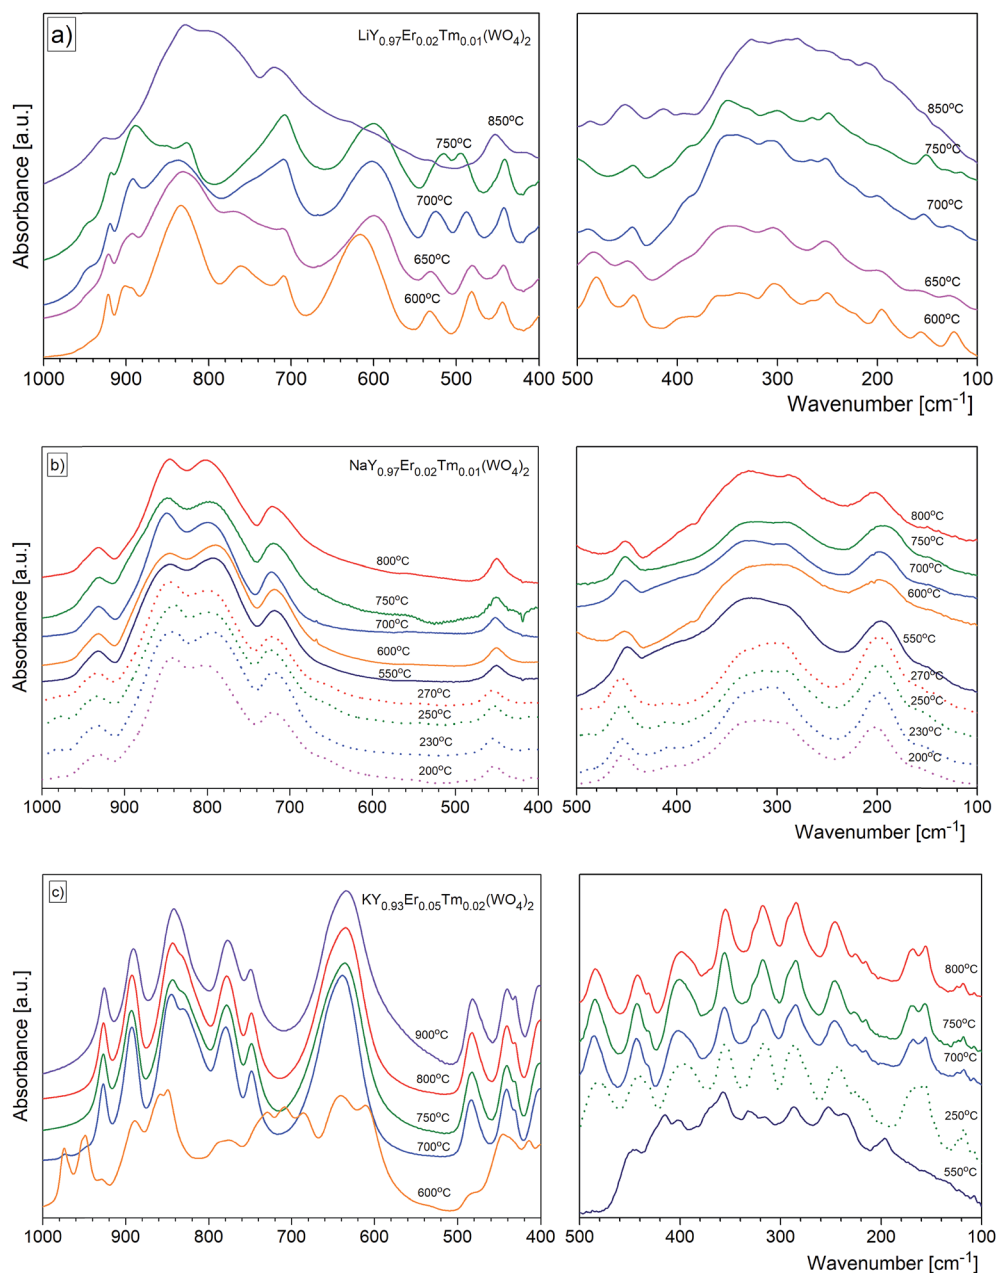 a)
LiY0.97Er0.02Tm0.01(WO4)2
Absorbance [a.u.]
850°C
750°C
700°C
650°C
600°C
1000 900 800 700 600 500 400
850°C
750°C
700°C
650°C
600°C
500 400 300 200 100
Wavenumber [cm-1]
b)
NaY0.97Er0.02Tm0.01(WO4)2
Absorbance [a.u.]
800°C
750°C
700°C
600°C
550°C
270°C
250°C
230°C
200°C
1000 900 800 700 600 500 400
800°C
750°C
700°C
600°C
550°C
270°C
250°C
230°C
200°C
500 400 300 200 100
Wavenumber [cm-1]
c)
KY0.93Er0.05Tm0.02(WO4)2
Absorbance [a.u.]
900°C
800°C
750°C
700°C
600°C
1000 900 800 700 600 500 400
800°C
750°C
700°C
250°C
550°C
500 400 300 200 100
Wavenumber [cm-1]